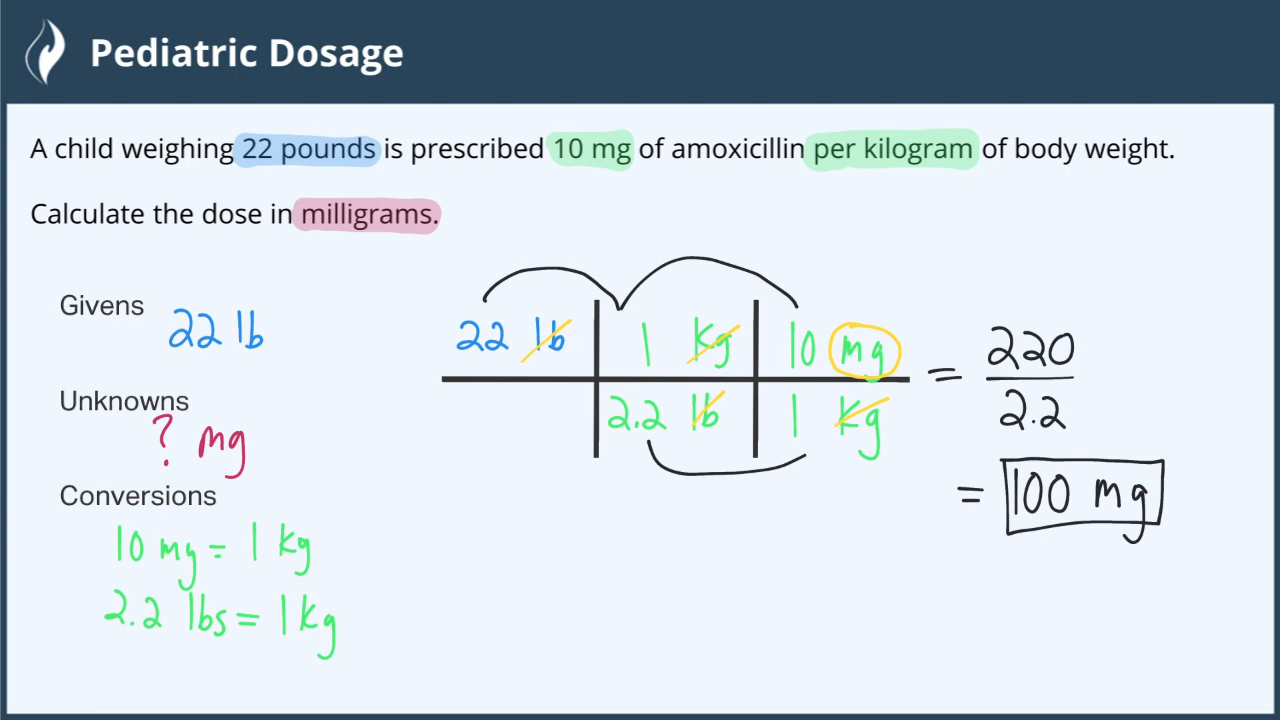 Pediatric Dosage
A child weighing 22 pounds is prescribed 10 mg of amoxicillin per kilogram of body weight.
Calculate the dose in milligrams.
Givens
22 lb
Unknowns
? mg
Conversions
10 mg = 1 kg
2.2 lbs = 1 kg
22 lb 1 kg 10 mg
2.2 lb 1 kg
= 220
2.2
= 100 mg